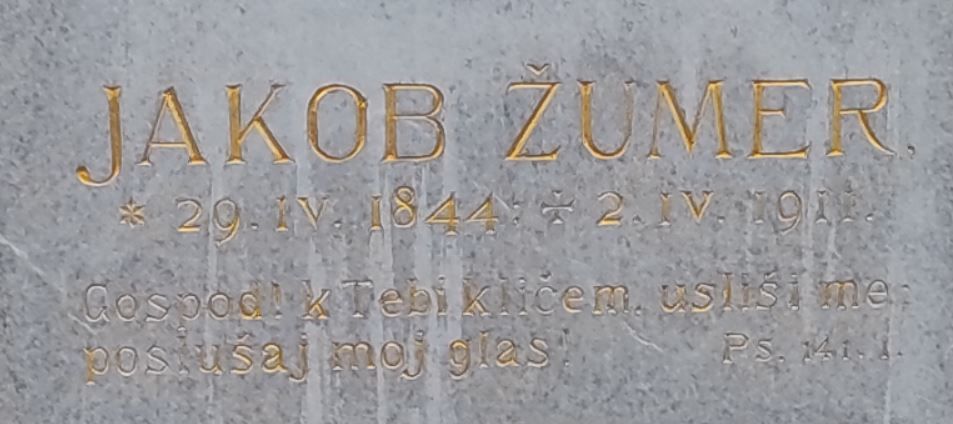 JAKOB ŽUMER,
* 29. IV. 1844. ✝ 2. IV. 1911.
Gospod! k Tebi kličem, usliši me;
poslušaj moj glas! Ps. 141. 1.